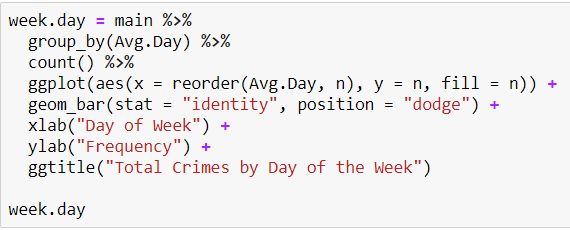 week.day = main %>%
  group_by(Avg.Day) %>%
  count() %>%
  ggplot(aes(x = reorder(Avg.Day, n), y = n, fill = n)) +
  geom_bar(stat = "identity", position = "dodge") +
  xlab("Day of Week") +
  ylab("Frequency") +
  ggtitle("Total Crimes by Day of the Week")

week.day